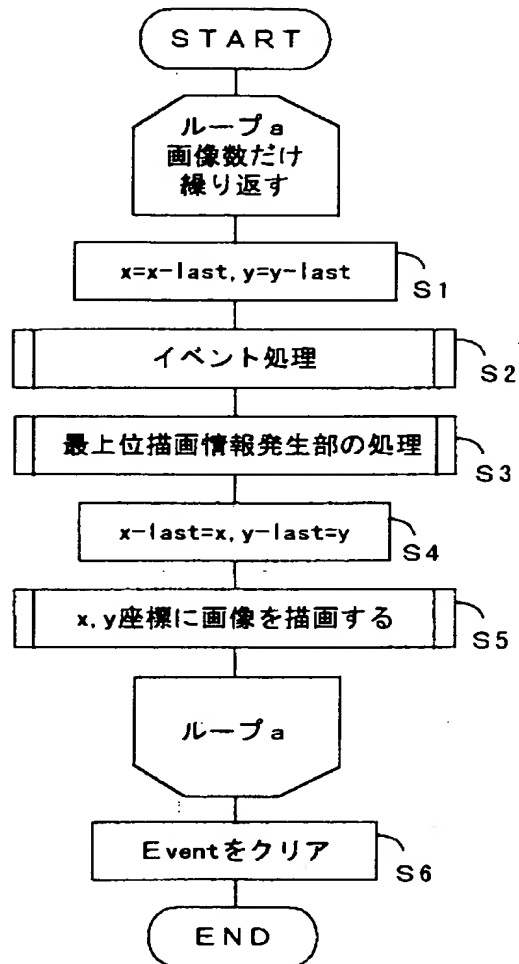 START
ループa
画像数だけ
繰り返す
x=x-last, y=y-last
S1
イベント処理
S2
最上位描画情報発生部の処理
S3
x-last=x, y-last=y
S4
x, y座標に画像を描画する
S5
ループa
Eventをクリア
S6
END